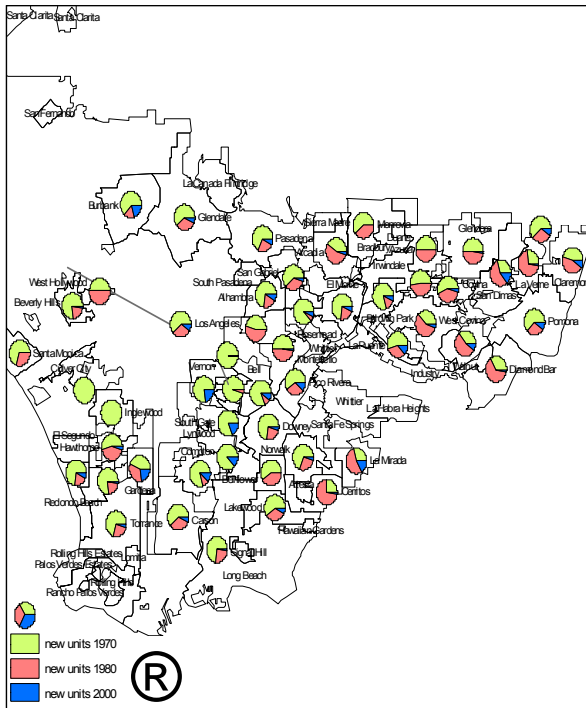 Santa Clarita
Santa Clarita
San Fernando
La Canada Flintridge
Burbank
Glendale
Sierra Madre
Monrovia
Pasadena
Duarte
Bradbury
Azusa
Glendora
Arcadia
Irwindale
San Gabriel
South Pasadena
El Monte
West Hollywood
Alhambra
San Dimas
La Verne
Claremont
Beverly Hills
Los Angeles
Rosemead
West Covina
Pomona
Whittier
Montebello
La Puente
Santa Monica
Culver City
Vernon
Bell
Industry
Walnut
Diamond Bar
Pico Rivera
Whittier
La Habra Heights
Inglewood
South Gate
Lynwood
Downey
Santa Fe Springs
El Segundo
Hawthorne
Compton
Norwalk
La Mirada
Bellflower
Artesia
Cerritos
Redondo Beach
Gardena
Lakewood
Torrance
Carson
Hawaiian Gardens
Rolling Hills Estates
Lomita
Signal Hill
Palos Verdes Estates
Rolling Hills
Long Beach
Rancho Palos Verdes
new units 1970
new units 1980
new units 2000
R